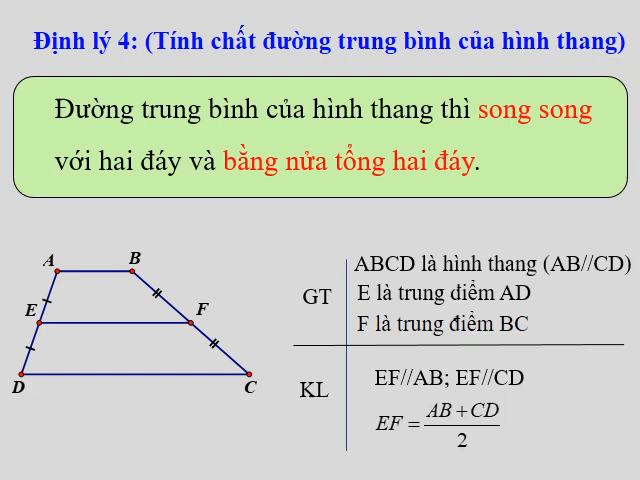 Định lý 4: (Tính chất đường trung bình của hình thang)
Đường trung bình của hình thang thì song song
với hai đáy và bằng nửa tổng hai đáy.
A
B
E
F
D
C
GT
ABCD là hình thang (AB//CD)
E là trung điểm AD
F là trung điểm BC
KL
EF//AB; EF//CD
EF = \frac{AB + CD}{2}